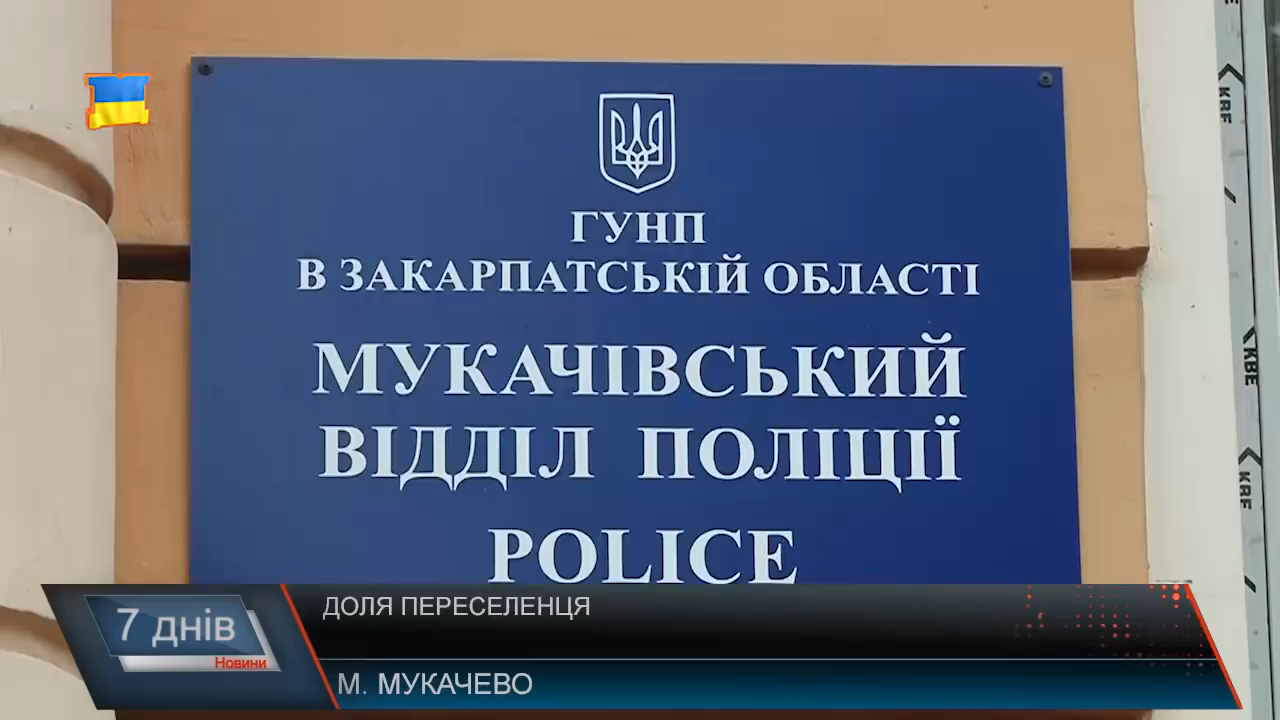 ГУНП
В ЗАКАРПАТСЬКІЙ ОБЛАСТІ
МУКАЧІВСЬКИЙ
ВІДДІЛ ПОЛІЦІЇ
POLICE
KBE
KBE
KBE
7 днів
Новини
ДОЛЯ ПЕРЕСЕЛЕНЦЯ
М. МУКАЧЕВО